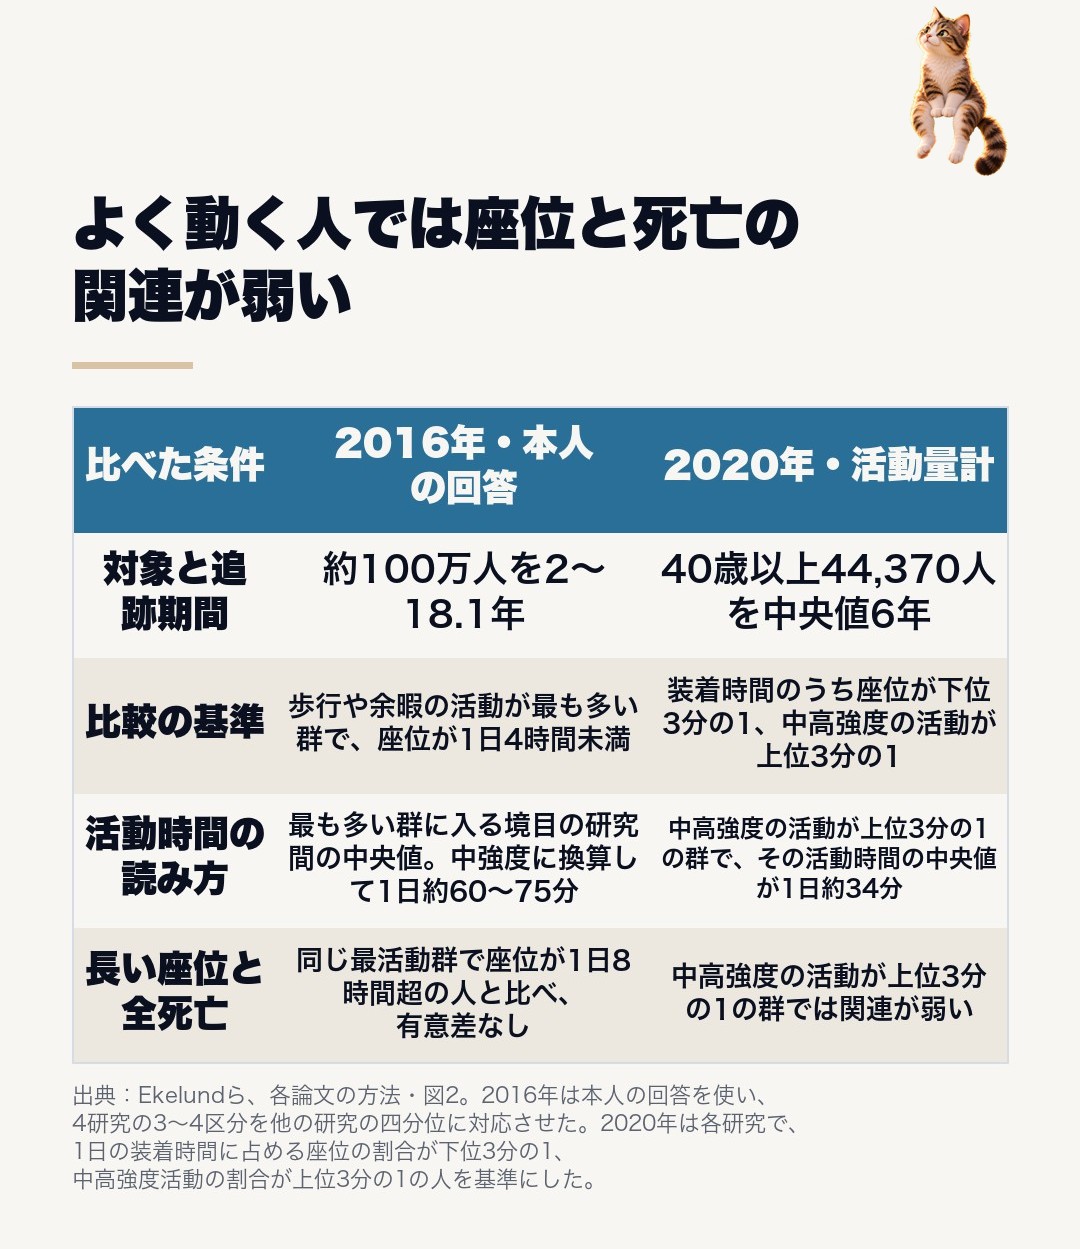 よく動く人では座位と死亡の
関連が弱い
比べた条件
2016年・本人
の回答
2020年・活動量計
対象と追
跡期間
約100万人を2〜
18.1年
40歳以上44,370人
を中央値6年
比較の基準
歩行や余暇の活動が最も多い
群で、座位が1日4時間未満
装着時間のうち座位が下位
3分の1、中高強度の活動が
上位3分の1
活動時間の
読み方
最も多い群に入る境目の研究
間の中央値。中強度に換算し
て1日約60〜75分
中高強度の活動が上位3分の1
の群で、その活動時間の中央値
が1日約34分
長い座位と
全死亡
同じ最活動群で座位が1日8
時間超の人と比べ、
有意差なし
中高強度の活動が上位3分
の1の群では関連が弱い
出典：Ekelundら、各論文の方法・図2。2016年は本人の回答を使い、
4研究の3〜4区分を他の研究の四分位に対応させた。2020年は各研究で、
1日の装着時間に占める座位の割合が下位3分の1、
中高強度活動の割合が上位3分の1の人を基準にした。